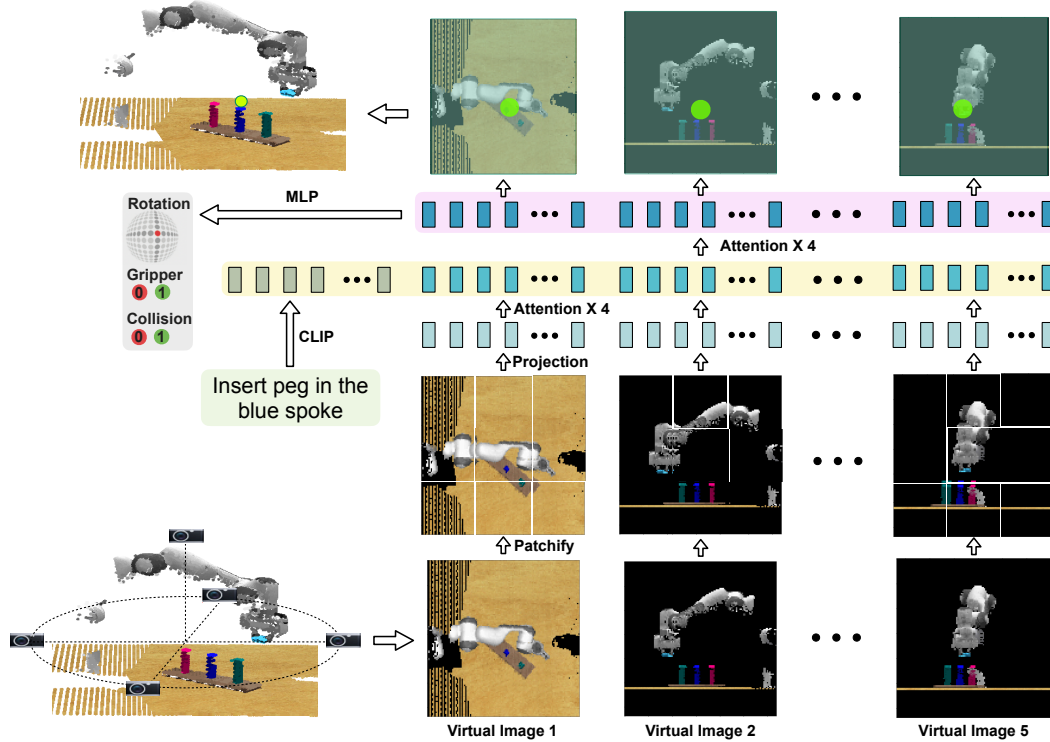 MLP
Rotation
Attention X 4
Gripper
0 1
Attention X 4
Collision
0 1
CLIP
Projection
Insert peg in the
blue spoke
Patchify
Virtual Image 1
Virtual Image 2
Virtual Image 5